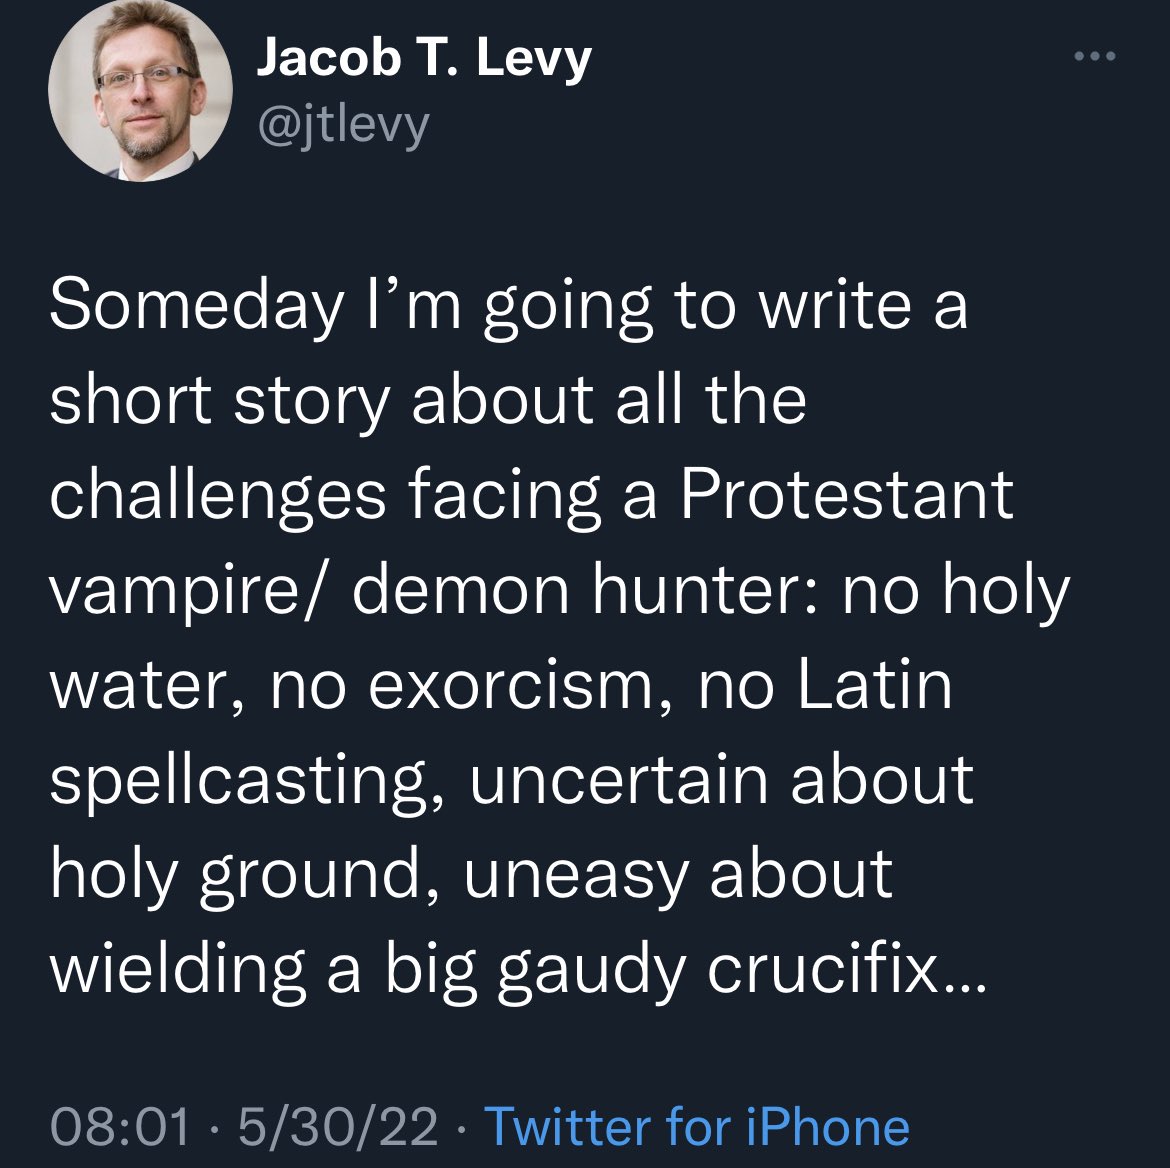 Jacob T. Levy
@jtlevy
Someday I’m going to write a
short story about all the
challenges facing a Protestant
vampire/ demon hunter: no holy
water, no exorcism, no Latin
spellcasting, uncertain about
holy ground, uneasy about
wielding a big gaudy crucifix...
08:01 · 5/30/22 · Twitter for iPhone